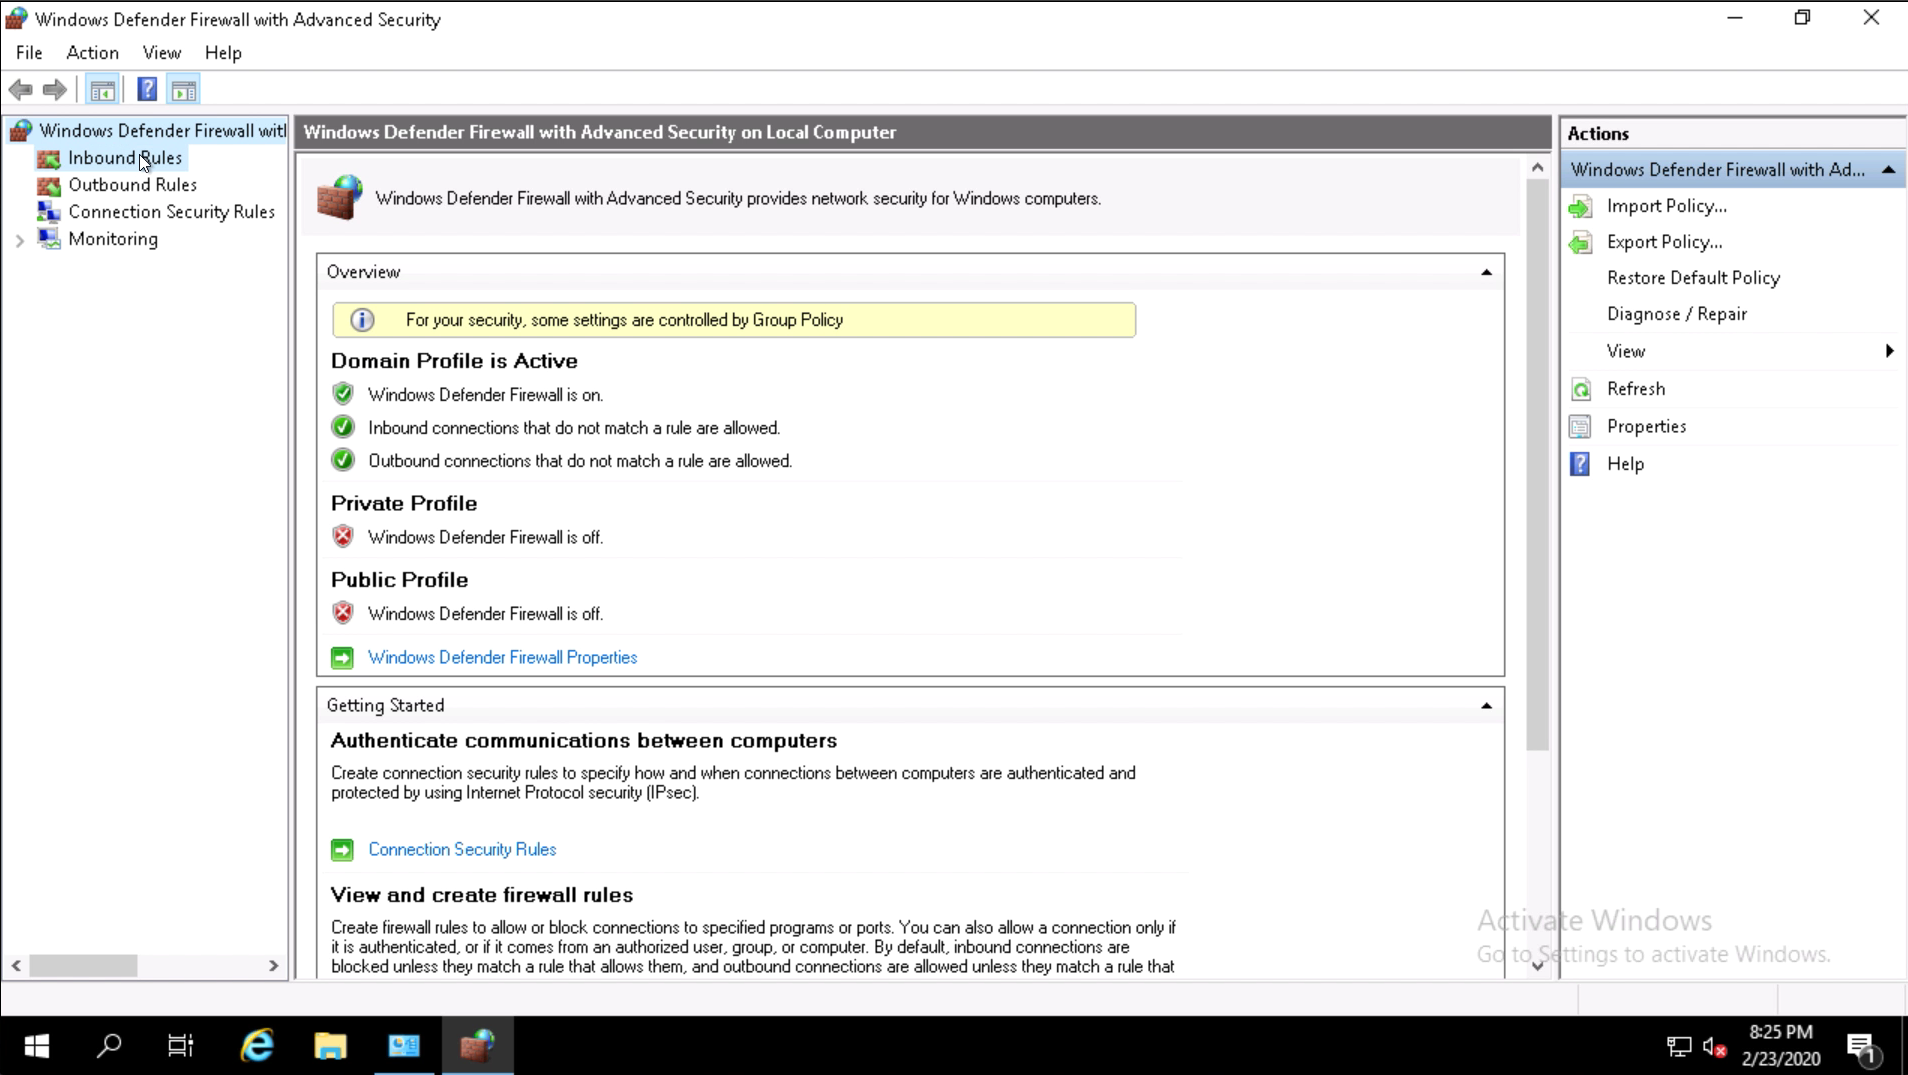 Windows Defender Firewall with Advanced Security
File Action View Help
Windows Defender Firewall with
Inbound Rules
Outbound Rules
Connection Security Rules
Monitoring
Windows Defender Firewall with Advanced Security on Local Computer
Windows Defender Firewall with Advanced Security provides network security for Windows computers.
Overview
For your security, some settings are controlled by Group Policy
Domain Profile is Active
Windows Defender Firewall is on.
Inbound connections that do not match a rule are allowed.
Outbound connections that do not match a rule are allowed.
Private Profile
Windows Defender Firewall is off.
Public Profile
Windows Defender Firewall is off.
Windows Defender Firewall Properties
Getting Started
Authenticate communications between computers
Create connection security rules to specify how and when connections between computers are authenticated and
protected by using Internet Protocol security (IPsec).
Connection Security Rules
View and create firewall rules
Create firewall rules to allow or block connections to specified programs or ports. You can also allow a connection only if
it is authenticated, or if it comes from an authorized user, group, or computer. By default, inbound connections are
blocked unless they match a rule that allows them, and outbound connections are allowed unless they match a rule that
Actions
Windows Defender Firewall with Ad...
Import Policy...
Export Policy...
Restore Default Policy
Diagnose / Repair
View
Refresh
Properties
Help
Activate Windows
Go to Settings to activate Windows.
8:25 PM
2/23/2020
1